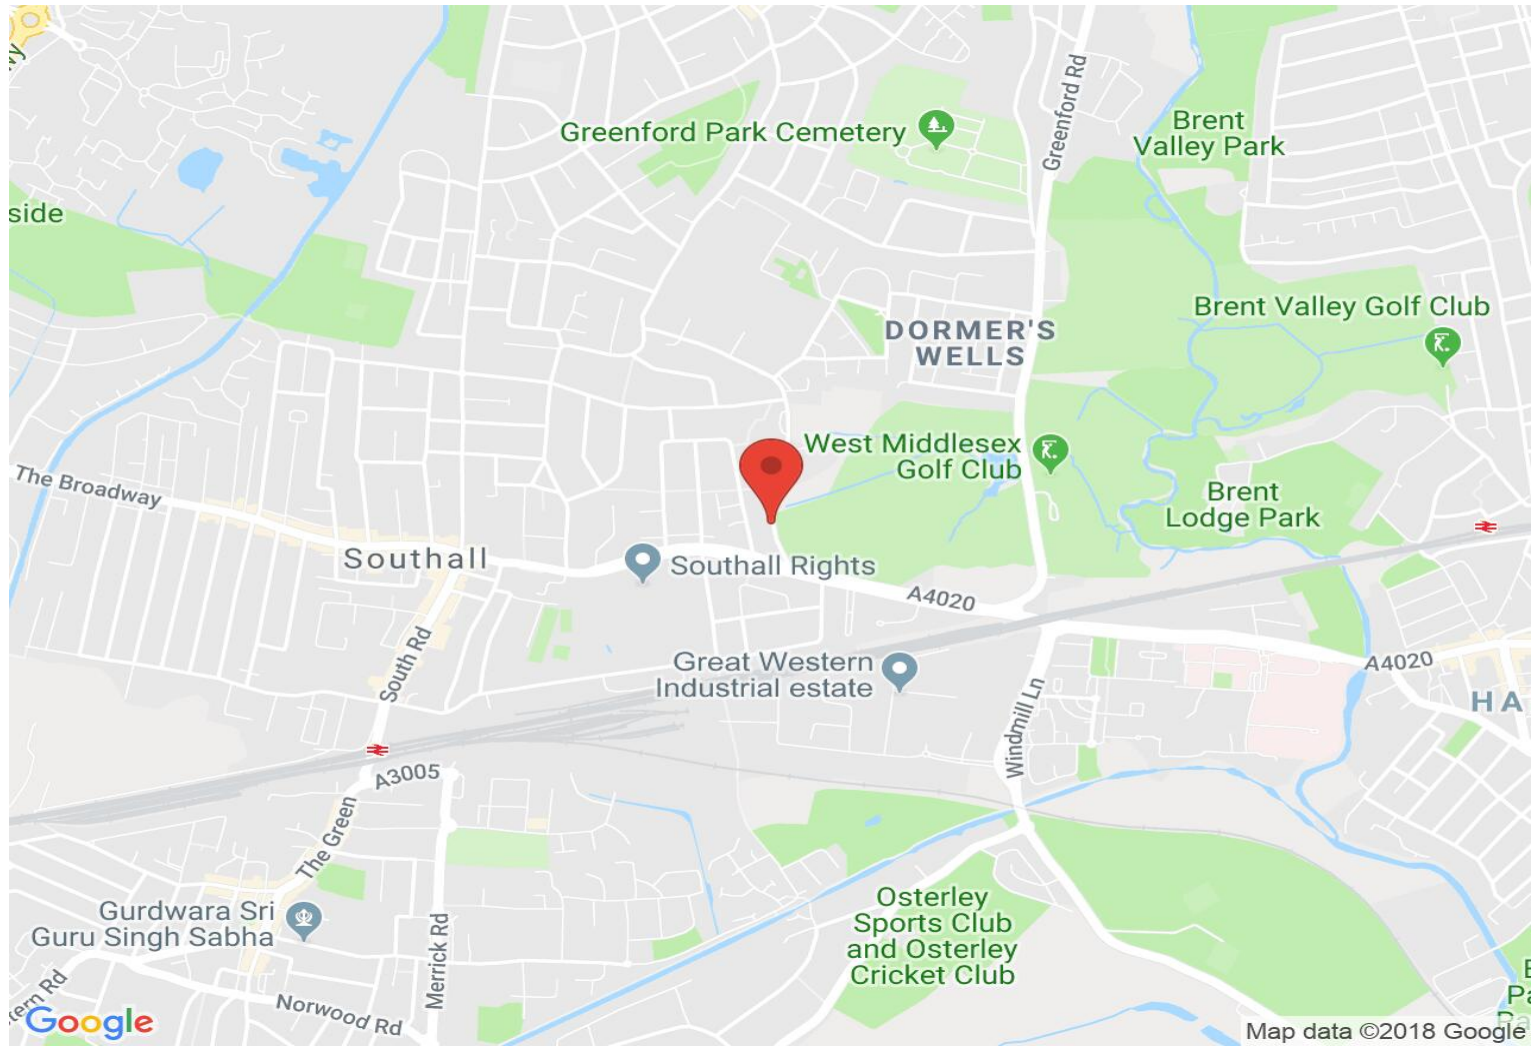 wy
Greenford Rd
Greenford Park Cemetery
Brent
Valley Park
side
Brent Valley Golf Club
DORMER'S
WELLS
West Middlesex
Golf Club
The Broadway
Brent
Lodge Park
Southall
Southall Rights
A4020
South Rd
Great Western
Industrial estate
A4020
Windmill Ln
HA
A3005
The Green
Osterley
Sports Club
and Osterley
Cricket Club
Gurdwara Sri
Guru Singh Sabha
Merrick Rd
tern Rd
Norwood Rd
Google
Map data ©2018 Google